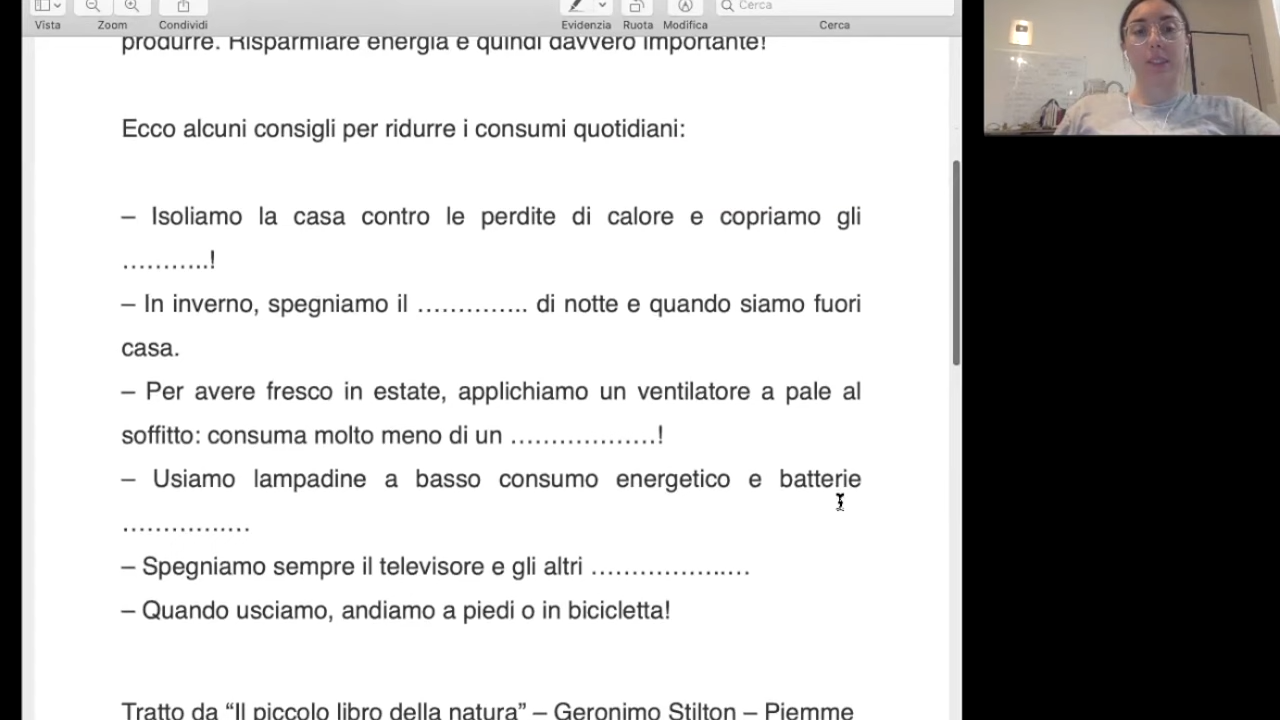 Vista Zoom Condividi Evidenzia Ruota Modifica Cerca Cerca
produrre. Risparmiare energia è quindi davvero importante!
Ecco alcuni consigli per ridurre i consumi quotidiani:
– Isoliamo la casa contro le perdite di calore e copriamo gli
………..!
– In inverno, spegniamo il ………….. di notte e quando siamo fuori
casa.
– Per avere fresco in estate, applichiamo un ventilatore a pale al
soffitto: consuma molto meno di un ………………!
– Usiamo lampadine a basso consumo energetico e batterie
…………….
– Spegniamo sempre il televisore e gli altri ……………..…
– Quando usciamo, andiamo a piedi o in bicicletta!
Tratto da “Il piccolo libro della natura” – Geronimo Stilton – Piemme